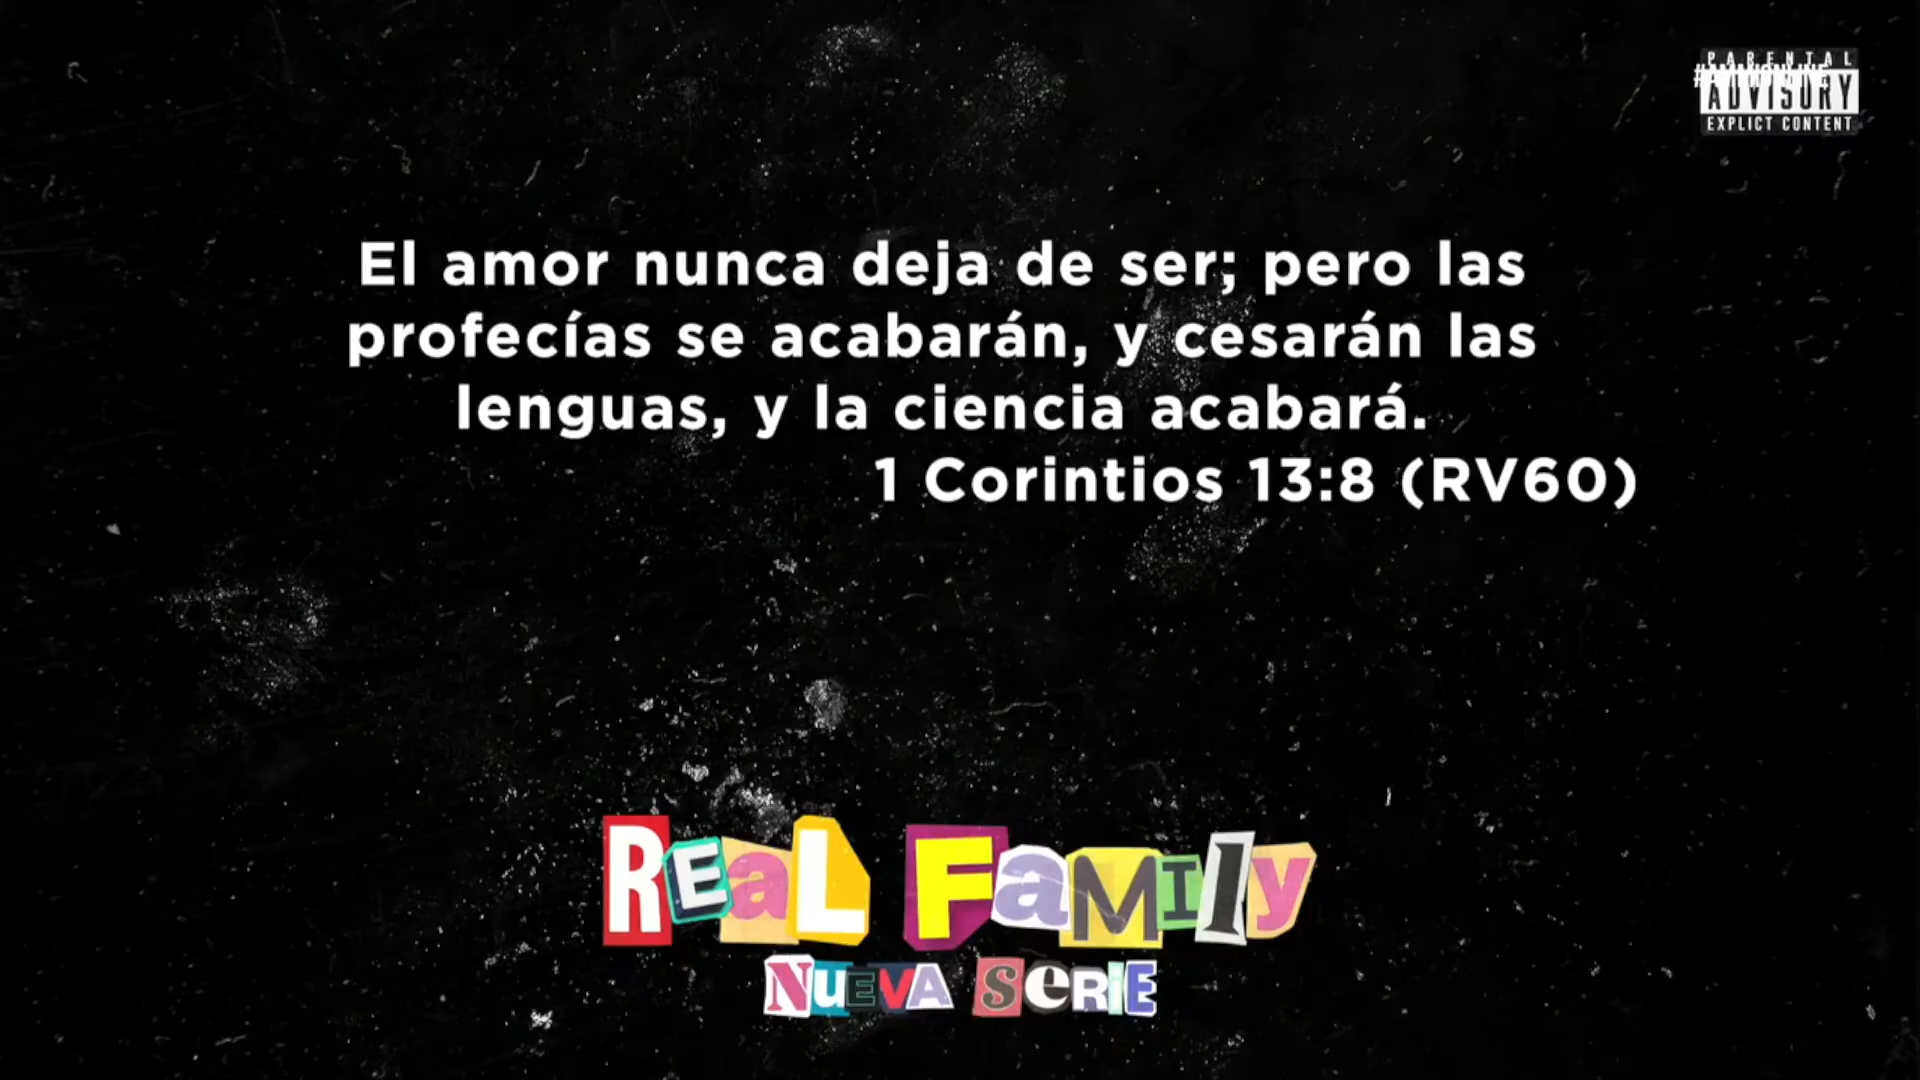 PARENTAL
ADVISORY
EXPLICIT CONTENT
El amor nunca deja de ser; pero las
profecías se acabarán, y cesarán las
lenguas, y la ciencia acabará.
1 Corintios 13:8 (RV60)
REaL FaMIly
NUEVA SeRiE